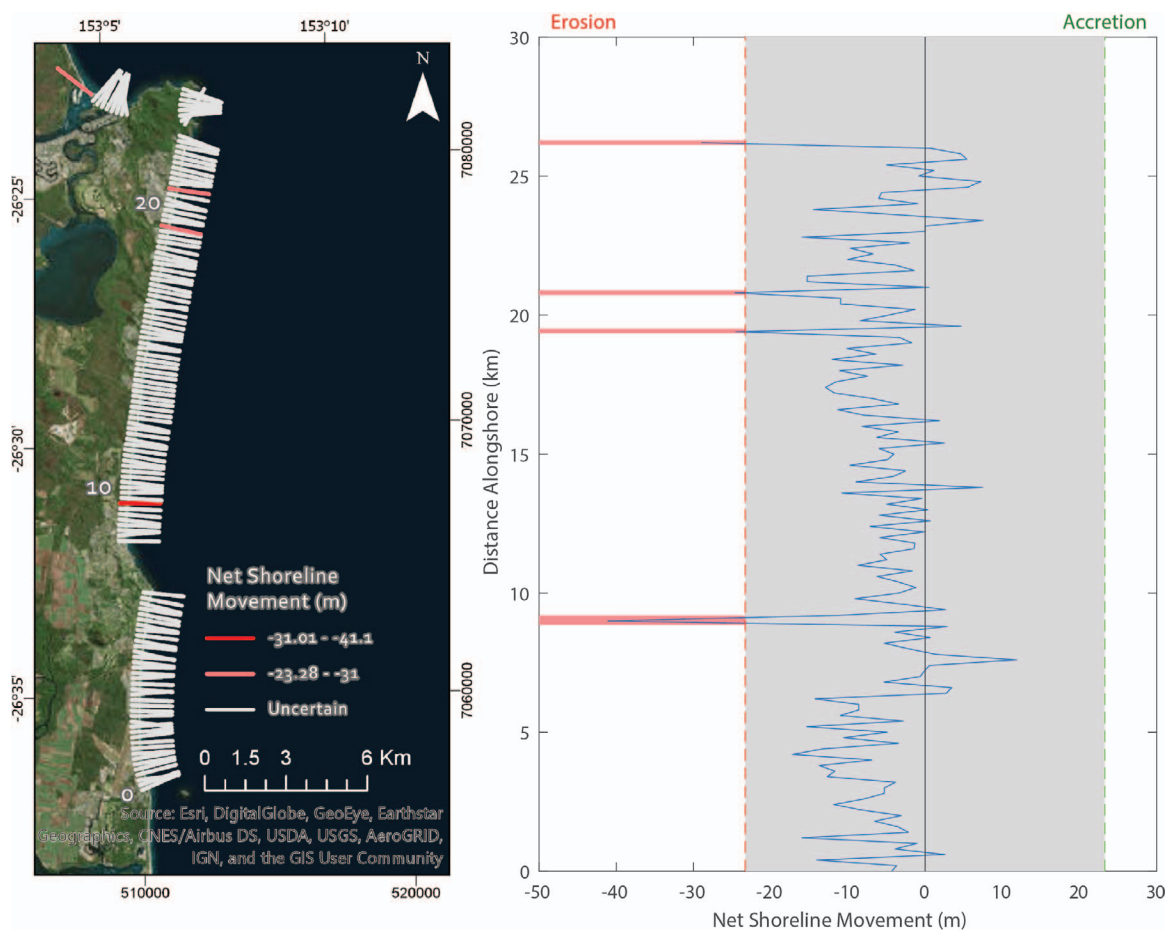 153°5'
153°10'
N
-26°25'
-26°30'
-26°35'
7080000
7070000
7060000
20
10
0
Net Shoreline
Movement (m)
-31.01 - -41.1
-23.28 - -31
Uncertain
0 1.5 3 6 Km
Source: Esri, DigitalGlobe, GeoEye, Earthstar
Geographics, CNES/Airbus DS, USDA, USGS, AeroGRID,
IGN, and the GIS User Community
510000
520000
Erosion
Accretion
30
25
20
15
10
5
0
Distance Alongshore (km)
-50 -40 -30 -20 -10 0 10 20 30
Net Shoreline Movement (m)